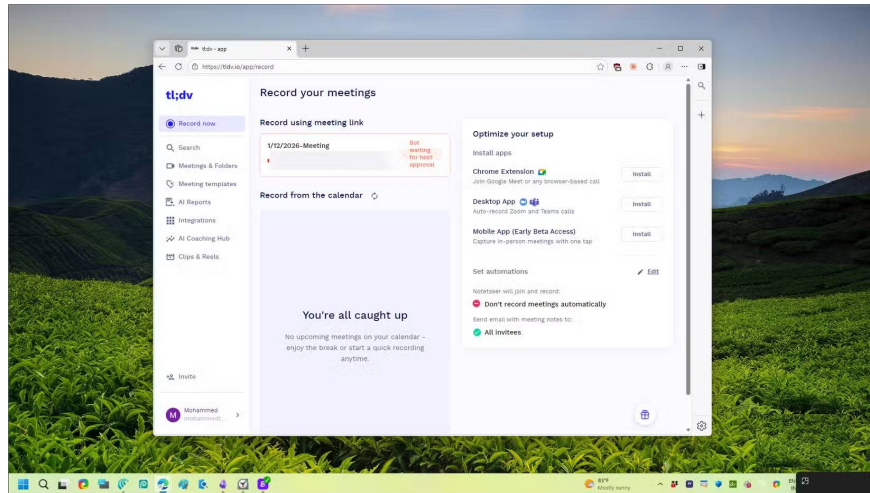 tldv - app
https://tldv.io/app/record
tl;dv
Record now
Search
Meetings & Folders
Meeting templates
AI Reports
Integrations
AI Coaching Hub
Clips & Reels
Invite
M
Mohammed
Record your meetings
Record using meeting link
1/12/2026-Meeting
Bot
waiting
for host
approval
Record from the calendar
You're all caught up
No upcoming meetings on your calendar -
enjoy the break or start a quick recording
anytime.
Optimize your setup
Install apps
Chrome Extension
Join Google Meet or any browser-based call
Install
Desktop App
Auto-record Zoom and Teams calls
Install
Mobile App (Early Beta Access)
Capture in-person meetings with one tap
Install
Set automations
Edit
Notetaker will join and record:
Don't record meetings automatically
Send email with meeting notes to:
All invitees
83°F
Mostly sunny